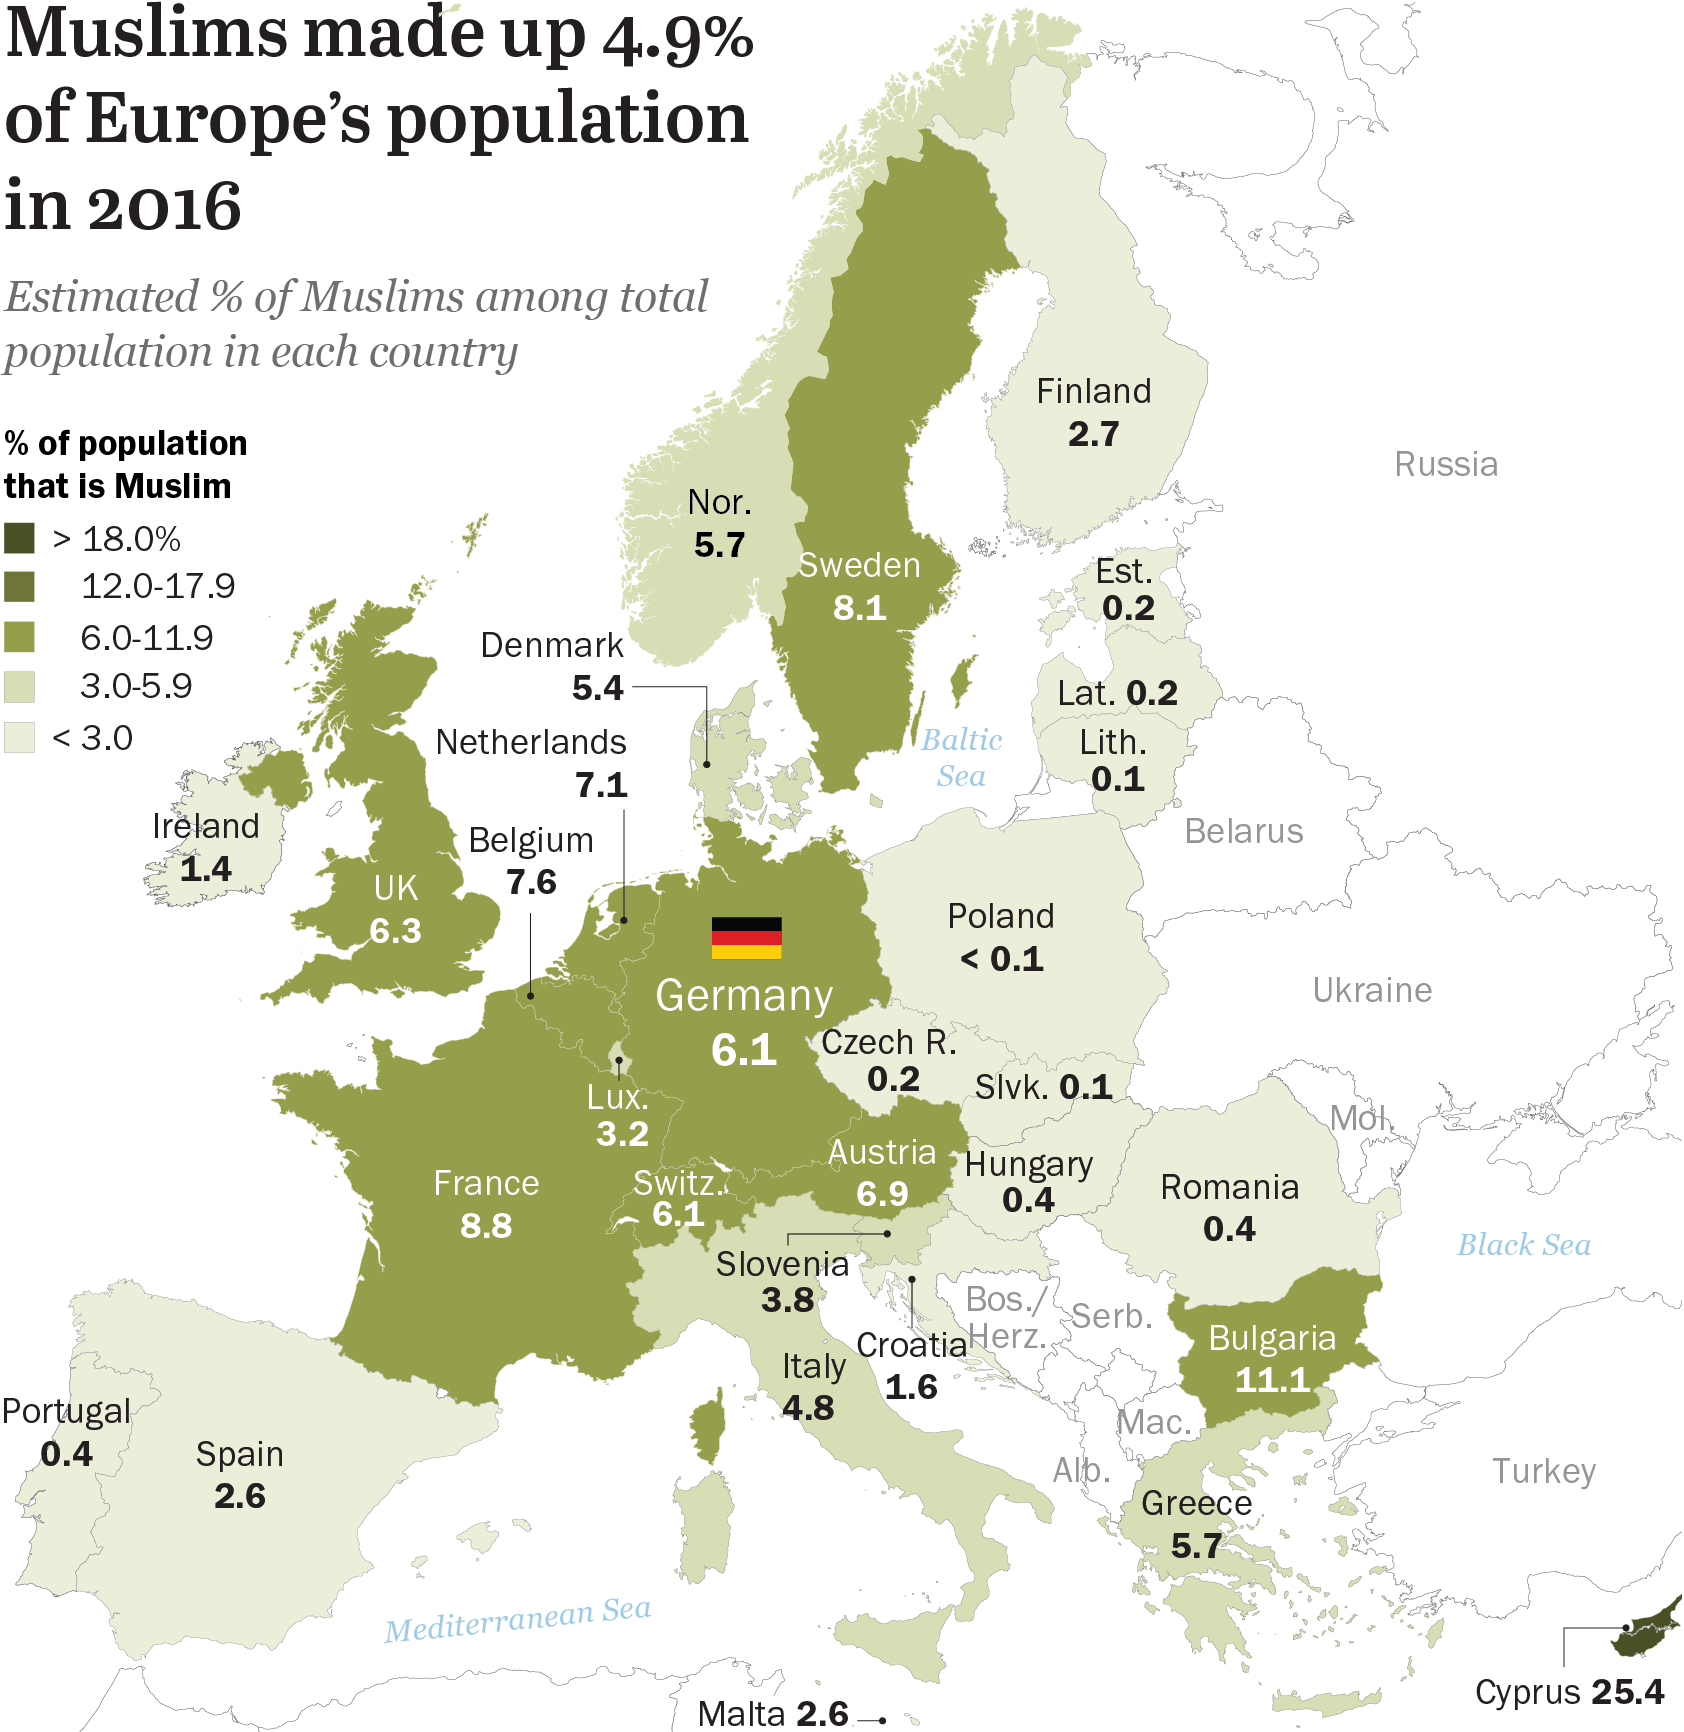 Muslims made up 4.9%
of Europe's population
in 2016
Estimated % of Muslims among total
population in each country
% of population
that is Muslim
> 18.0%
12.0-17.9
6.0-11.9
3.0-5.9
< 3.0
Finland
2.7
Russia
Nor.
5.7
Sweden
8.1
Est.
0.2
Denmark
5.4
Lat. 0.2
Netherlands
7.1
Baltic
Sea
Lith.
0.1
Ireland
1.4
Belgium
7.6
Belarus
UK
6.3
Poland
< 0.1
Germany
6.1
Ukraine
Czech R.
0.2
Slvk. 0.1
Lux.
3.2
Mol.
Austria
6.9
Hungary
0.4
France
8.8
Switz.
6.1
Romania
0.4
Black Sea
Slovenia
3.8
Bos./
Herz.
Serb.
Croatia
1.6
Bulgaria
11.1
Italy
4.8
Portugal
0.4
Spain
2.6
Mac.
Alb.
Turkey
Greece
5.7
Mediterranean Sea
Cyprus 25.4
Malta 2.6